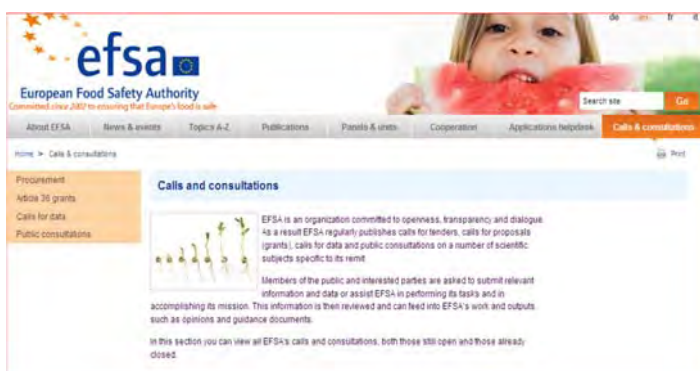 de en fr it
efsa
European Food Safety Authority
Committed since 2002 to ensuring that Europe's food is safe
Search site Go
About EFSA News & events Topics A-Z Publications Panels & units Cooperation Applications helpdesk Calls & consultations
Home > Calls & consultations Print
Procurement
Article 36 grants
Calls for data
Public consultations
Calls and consultations
EFSA is an organization committed to openness, transparency and dialogue.
As a result EFSA regularly publishes calls for tenders, calls for proposals
(grants), calls for data and public consultations on a number of scientific
subjects specific to its remit
Members of the public and interested parties are asked to submit relevant
information and data or assist EFSA in performing its tasks and in
accomplishing its mission. This information is then reviewed and can feed into EFSA's work and outputs
such as opinions and guidance documents.
In this section you can view all EFSA's calls and consultations, both those still open and those already
closed.